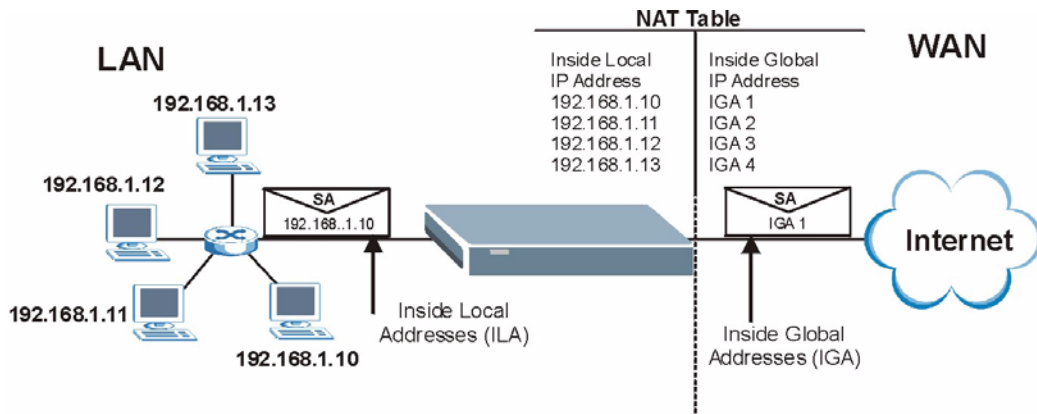 NAT Table
LAN
WAN
Inside Local
IP Address
192.168.1.10
192.168.1.11
192.168.1.12
192.168.1.13
Inside Global
IP Address
IGA 1
IGA 2
IGA 3
IGA 4
192.168.1.13
192.168.1.12
192.168.1.11
192.168.1.10
SA
192.168..1.10
SA
IGA 1
Internet
Inside Local
Addresses (ILA)
Inside Global
Addresses (IGA)